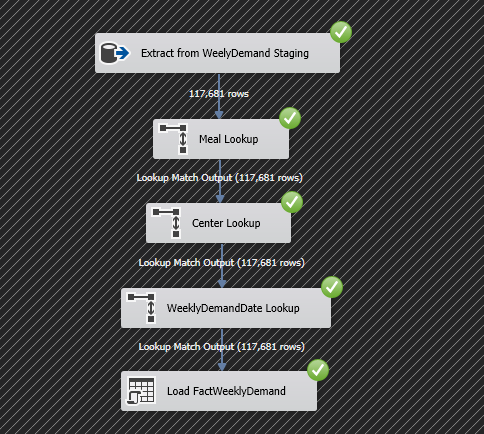 Extract from WeelyDemand Staging
117,681 rows
Meal Lookup
Lookup Match Output (117,681 rows)
Center Lookup
Lookup Match Output (117,681 rows)
WeeklyDemandDate Lookup
Lookup Match Output (117,681 rows)
Load FactWeeklyDemand